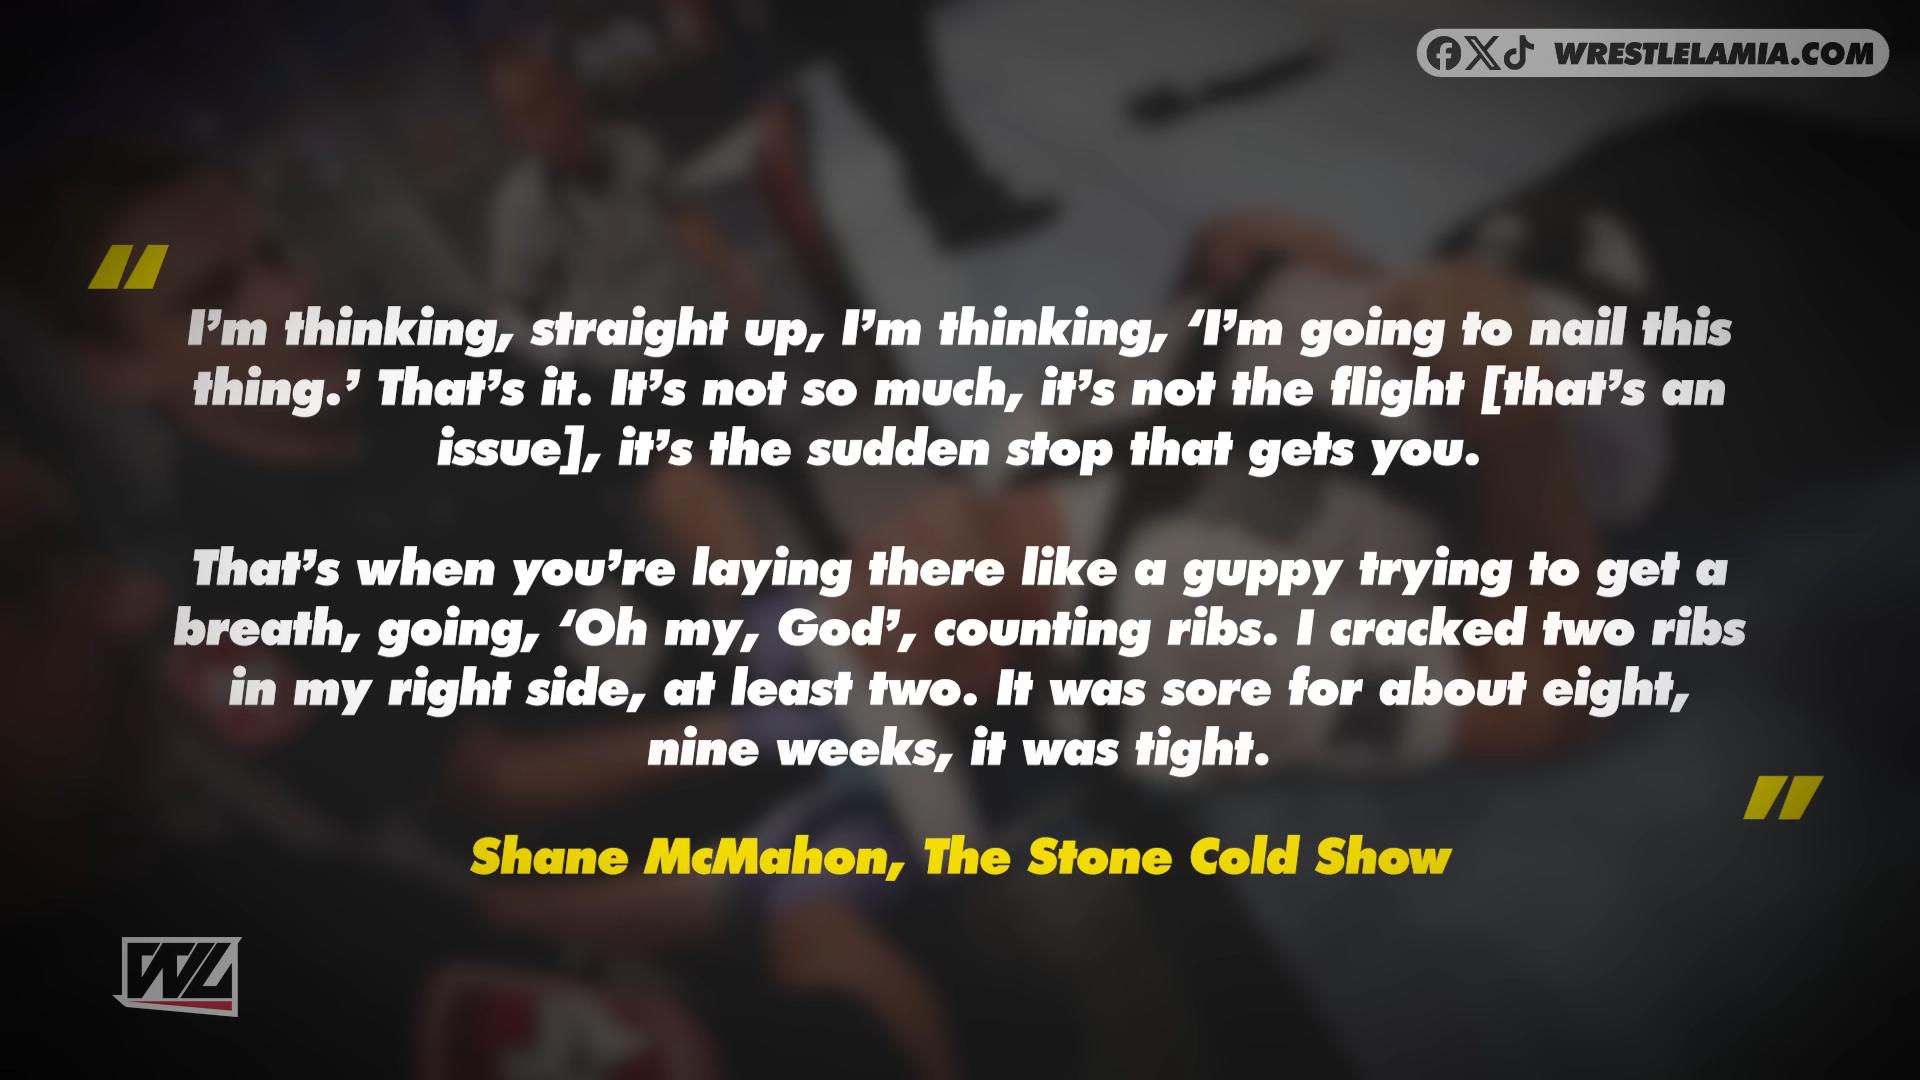 WRESTLELAMIA.COM
"
I'm thinking, straight up, I'm thinking, 'I'm going to nail this
thing.' That's it. It's not so much, it's not the flight [that's an
issue], it's the sudden stop that gets you.
That's when you're laying there like a guppy trying to get a
breath, going, 'Oh my, God', counting ribs. I cracked two ribs
in my right side, at least two. It was sore for about eight,
nine weeks, it was tight.
"
Shane McMahon, The Stone Cold Show
WL